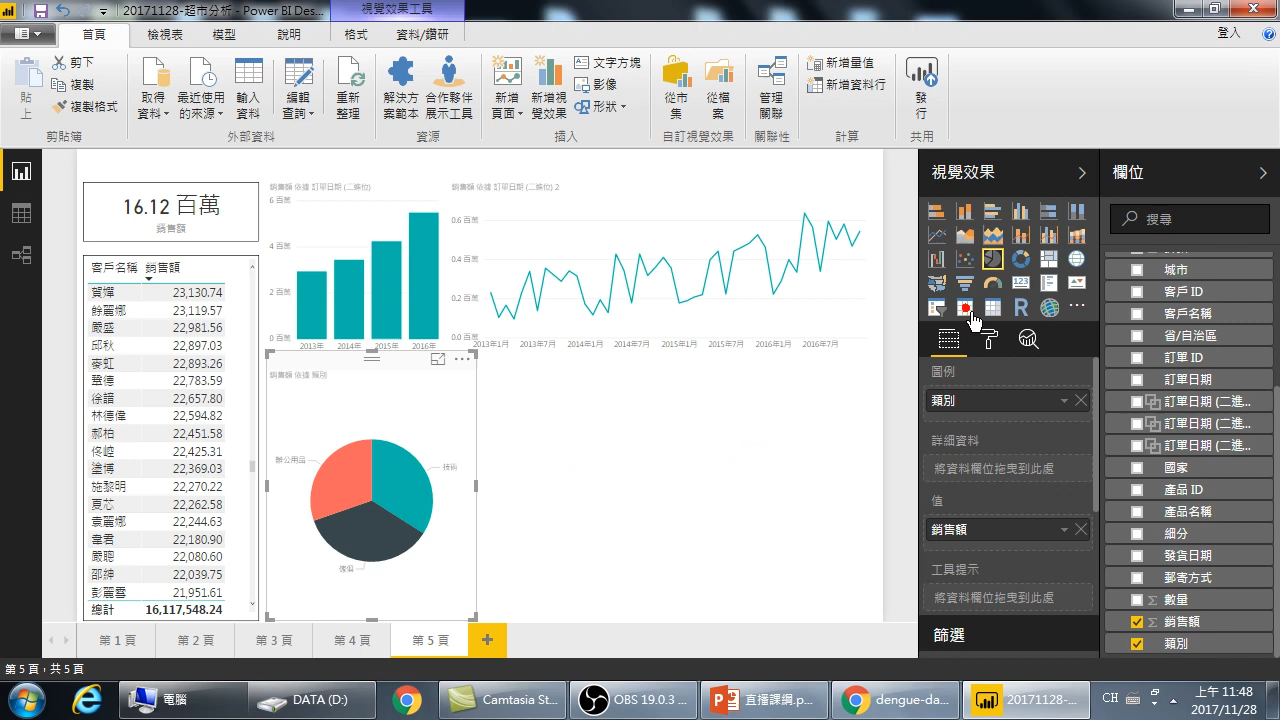 20171128-超市分析 - Power BI Des...
視覺效果工具
首頁
檢視表
模型
說明
格式
資料/鑽研
登入
貼上
剪下
複製
複製格式
剪貼簿
取得資料
最近使用的來源
輸入資料
編輯查詢
外部資料
重新整理
解決方案範本
合作夥伴展示工具
資源
新增頁面
新增視覺效果
文字方塊
影像
形狀
插入
從市集
從檔案
自訂視覺效果
管理關聯
關聯性
新增量值
新增資料行
計算
發行
共用
16.12 百萬
銷售額
客戶名稱 銷售額
賀燁 23,130.74
餘麗娜 23,119.57
嚴盛 22,981.56
邱秋 22,897.03
麥虹 22,893.26
22,783.59
徐錯 22,657.80
林德偉 22,594.82
郝柏 22,451.58
佟崆 22,425.31
塗博 22,369.03
施黎明 22,270.22
夏芯 22,262.58
袁麗娜 22,244.63
韋君 22,180.90
嚴聰 22,080.60
邵紳 22,039.75
彭麗雪 21,951.61
總計 16,117,548.24
銷售額 依據 訂單日期 (二進位)
6 百萬
4 百萬
2 百萬
0 百萬
2013年 2014年 2015年 2016年
銷售額 依據 訂單日期 (二進位) 2
0.6 百萬
0.4 百萬
0.2 百萬
0.0 百萬
2013年1月 2013年7月 2014年1月 2014年7月 2015年1月 2015年7月 2016年1月 2016年7月
銷售額 依據 類別
辦公用品
技術
傢俱
視覺效果
123
R
圖例
類別
詳細資料
將資料欄位拖曳到此處
值
銷售額
工具提示
將資料欄位拖曳到此處
篩選
欄位
搜尋
城市
客戶 ID
客戶名稱
省/自治區
訂單 ID
訂單日期
訂單日期 (二進...
訂單日期 (二進...
訂單日期 (二進...
國家
產品 ID
產品名稱
細分
發貨日期
郵寄方式
Σ 數量
Σ 銷售額
類別
第 1 頁
第 2 頁
第 3 頁
第 4 頁
第 5 頁
第 5 頁，共 5 頁
電腦
DATA (D:)
Camtasia St...
OBS 19.0.3 ...
直播課綱.p...
dengue-da...
20171128-...
CH
上午 11:48
2017/11/28